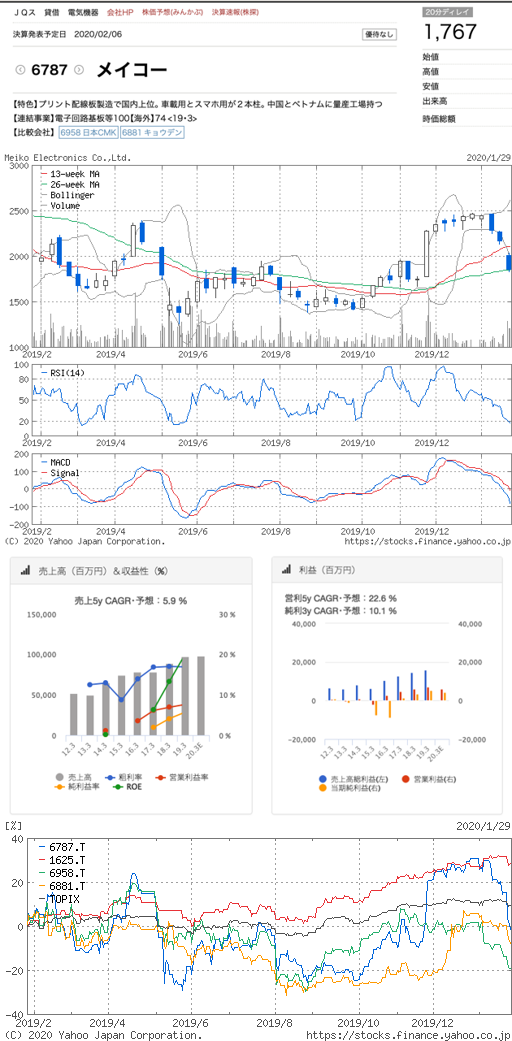 ＪＱＳ 貸借 電気機器 会社HP 株価予想(みんかぶ) 決算速報(株探)
20分ディレイ
決算発表予定日 2020/02/06
優待なし
1,767
6787
メイコー
始値
高値
安値
出来高
時価総額
【特色】プリント配線板製造で国内上位。車載用とスマホ用が２本柱。中国とベトナムに量産工場持つ
【連結事業】電子回路基板等100【海外】74 <19・3>
【比較会社】 6958 日本CMK 6881 キョウデン
Meiko Electronics Co.,Ltd. 2020/1/29
3000
13-week MA
26-week MA
Bollinger
Volume
2500
2000
1500
1000
2019/2 2019/4 2019/6 2019/8 2019/10 2019/12
100
RSI(14)
80
50
20
0
2019/2 2019/4 2019/6 2019/8 2019/10 2019/12
200
MACD
Signal
100
0
−100
−200
2019/2 2019/4 2019/6 2019/8 2019/10 2019/12
(C) 2020 Yahoo Japan Corporation. https://stocks.finance.yahoo.co.jp/
売上高（百万円）＆収益性（%）
売上5y CAGR・予想：5.9 %
150,000 30 %
100,000 20 %
50,000 10 %
0 0 %
12.3 13.3 14.3 15.3 16.3 17.3 18.3 19.3 20.3E
売上高 粗利率 営業利益率
純利益率 ROE
利益（百万円）
営利5y CAGR・予想：22.6 %
純利3y CAGR・予想：10.1 %
40,000 40,000
20,000 20,000
0 0
-20,000 -20,000
12.3 13.3 14.3 15.3 16.3 17.3 18.3 19.3 20.3E
売上高総利益(左) 営業利益(右)
当期純利益(右)
[%] 2020/1/29
40
6787.T
1625.T
6958.T
6881.T
TOPIX
20
0
−20
−40
2019/2 2019/4 2019/6 2019/8 2019/10 2019/12
(C) 2020 Yahoo Japan Corporation. https://stocks.finance.yahoo.co.jp/